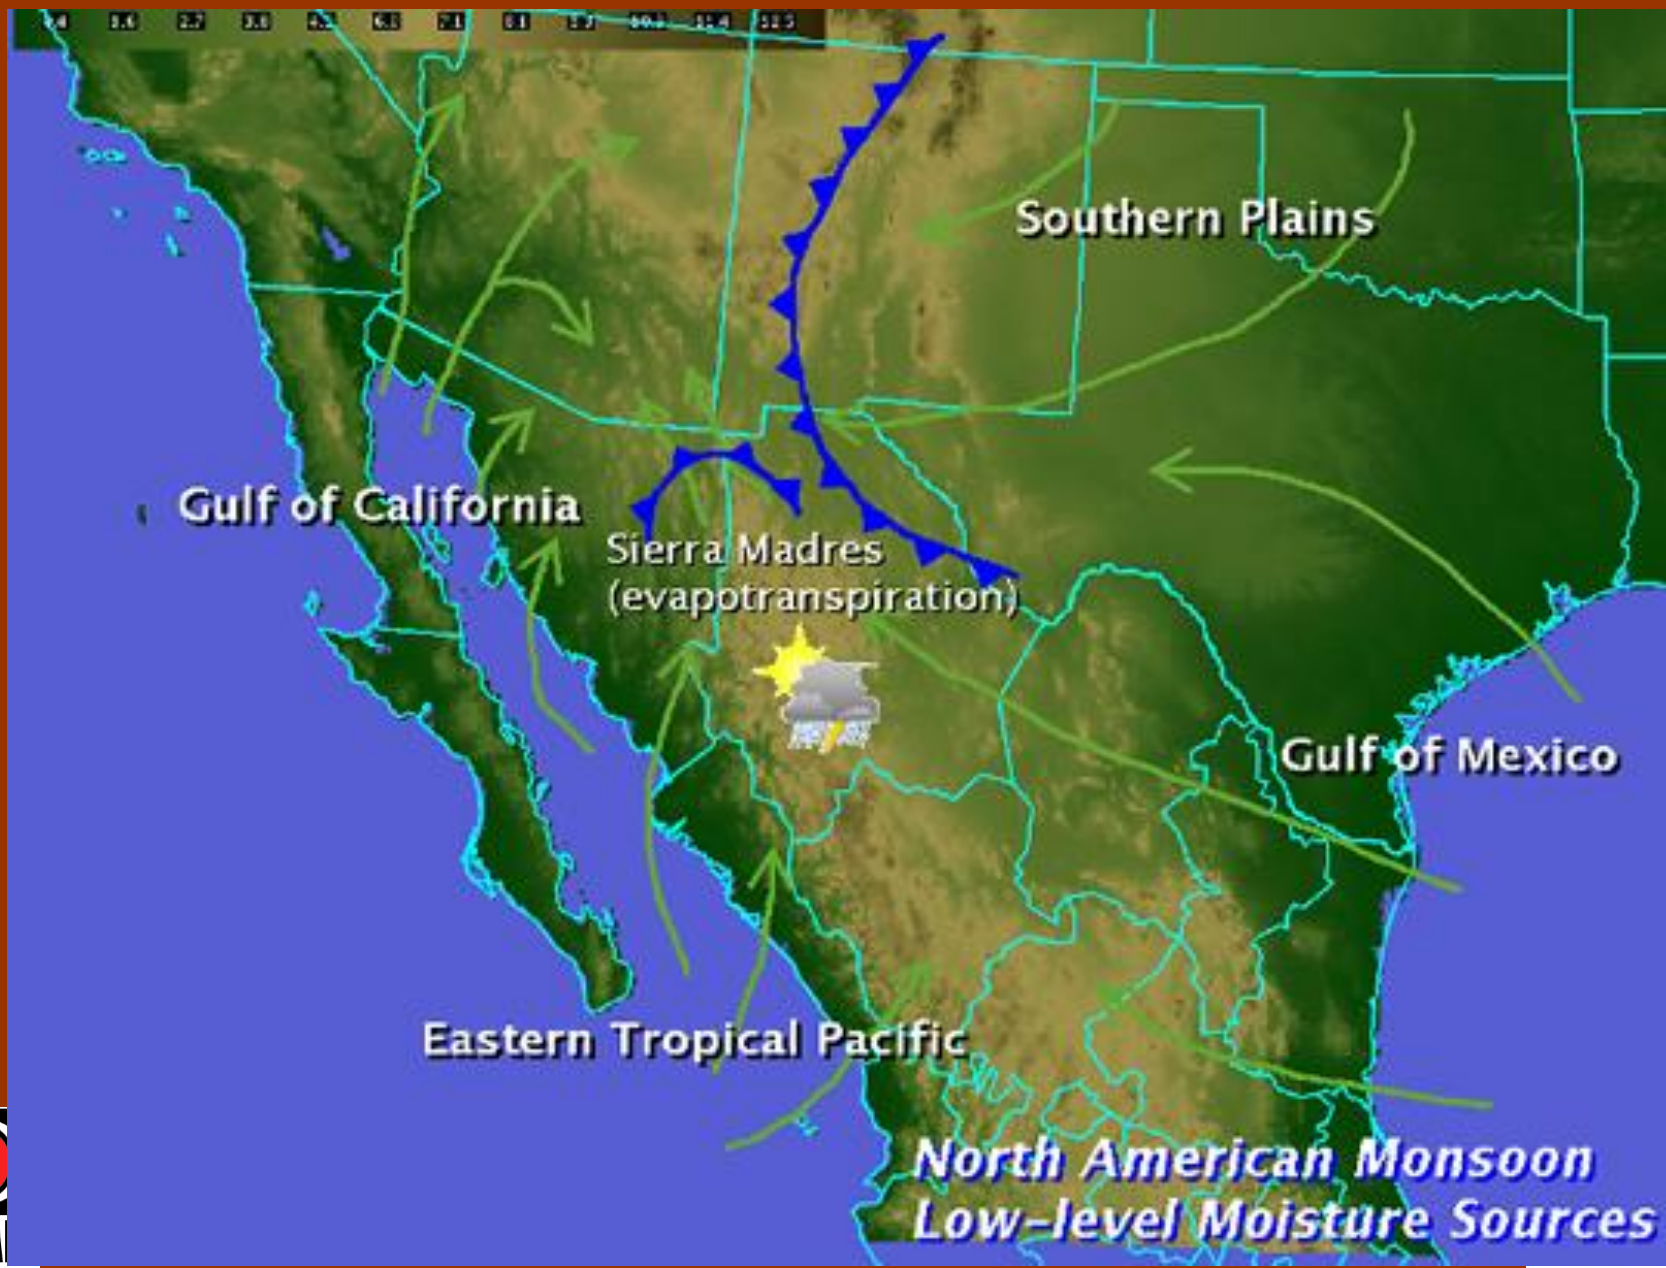 Southern Plains
Gulf of California
Sierra Madres
(evapotranspiration)
Gulf of Mexico
Eastern Tropical Pacific
North American Monsoon
Low-level Moisture Sources